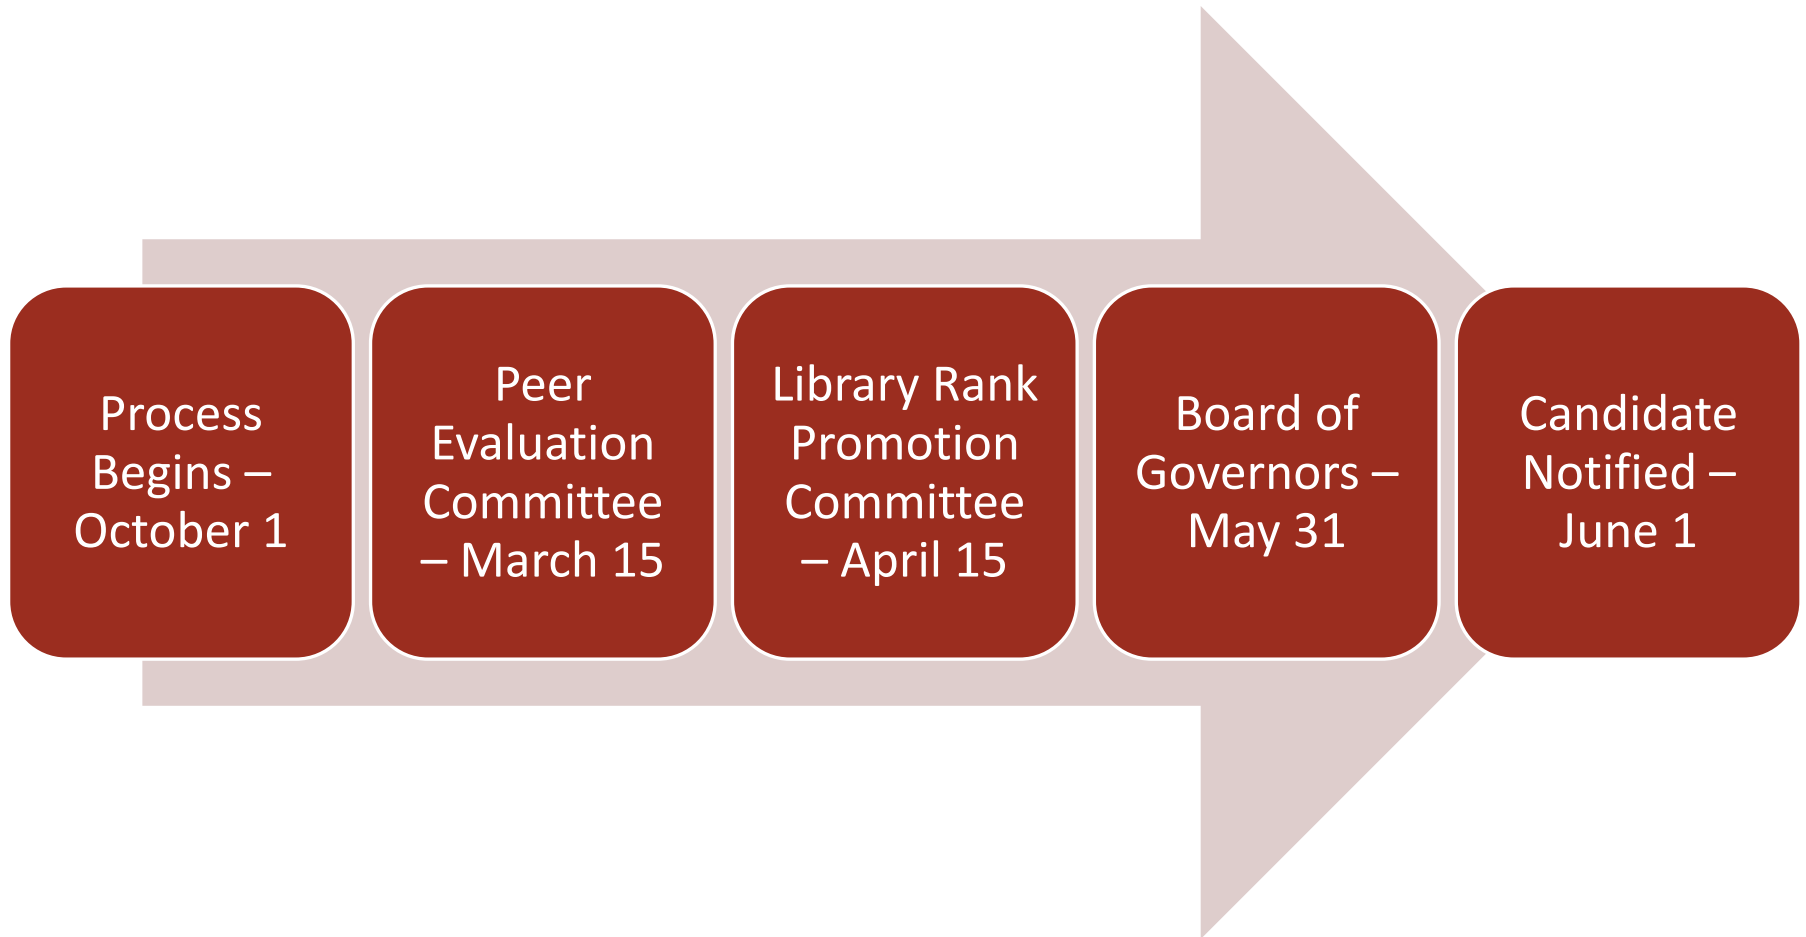 Process
Begins –
October 1
Peer
Evaluation
Committee
– March 15
Library Rank
Promotion
Committee
– April 15
Board of
Governors –
May 31
Candidate
Notified –
June 1